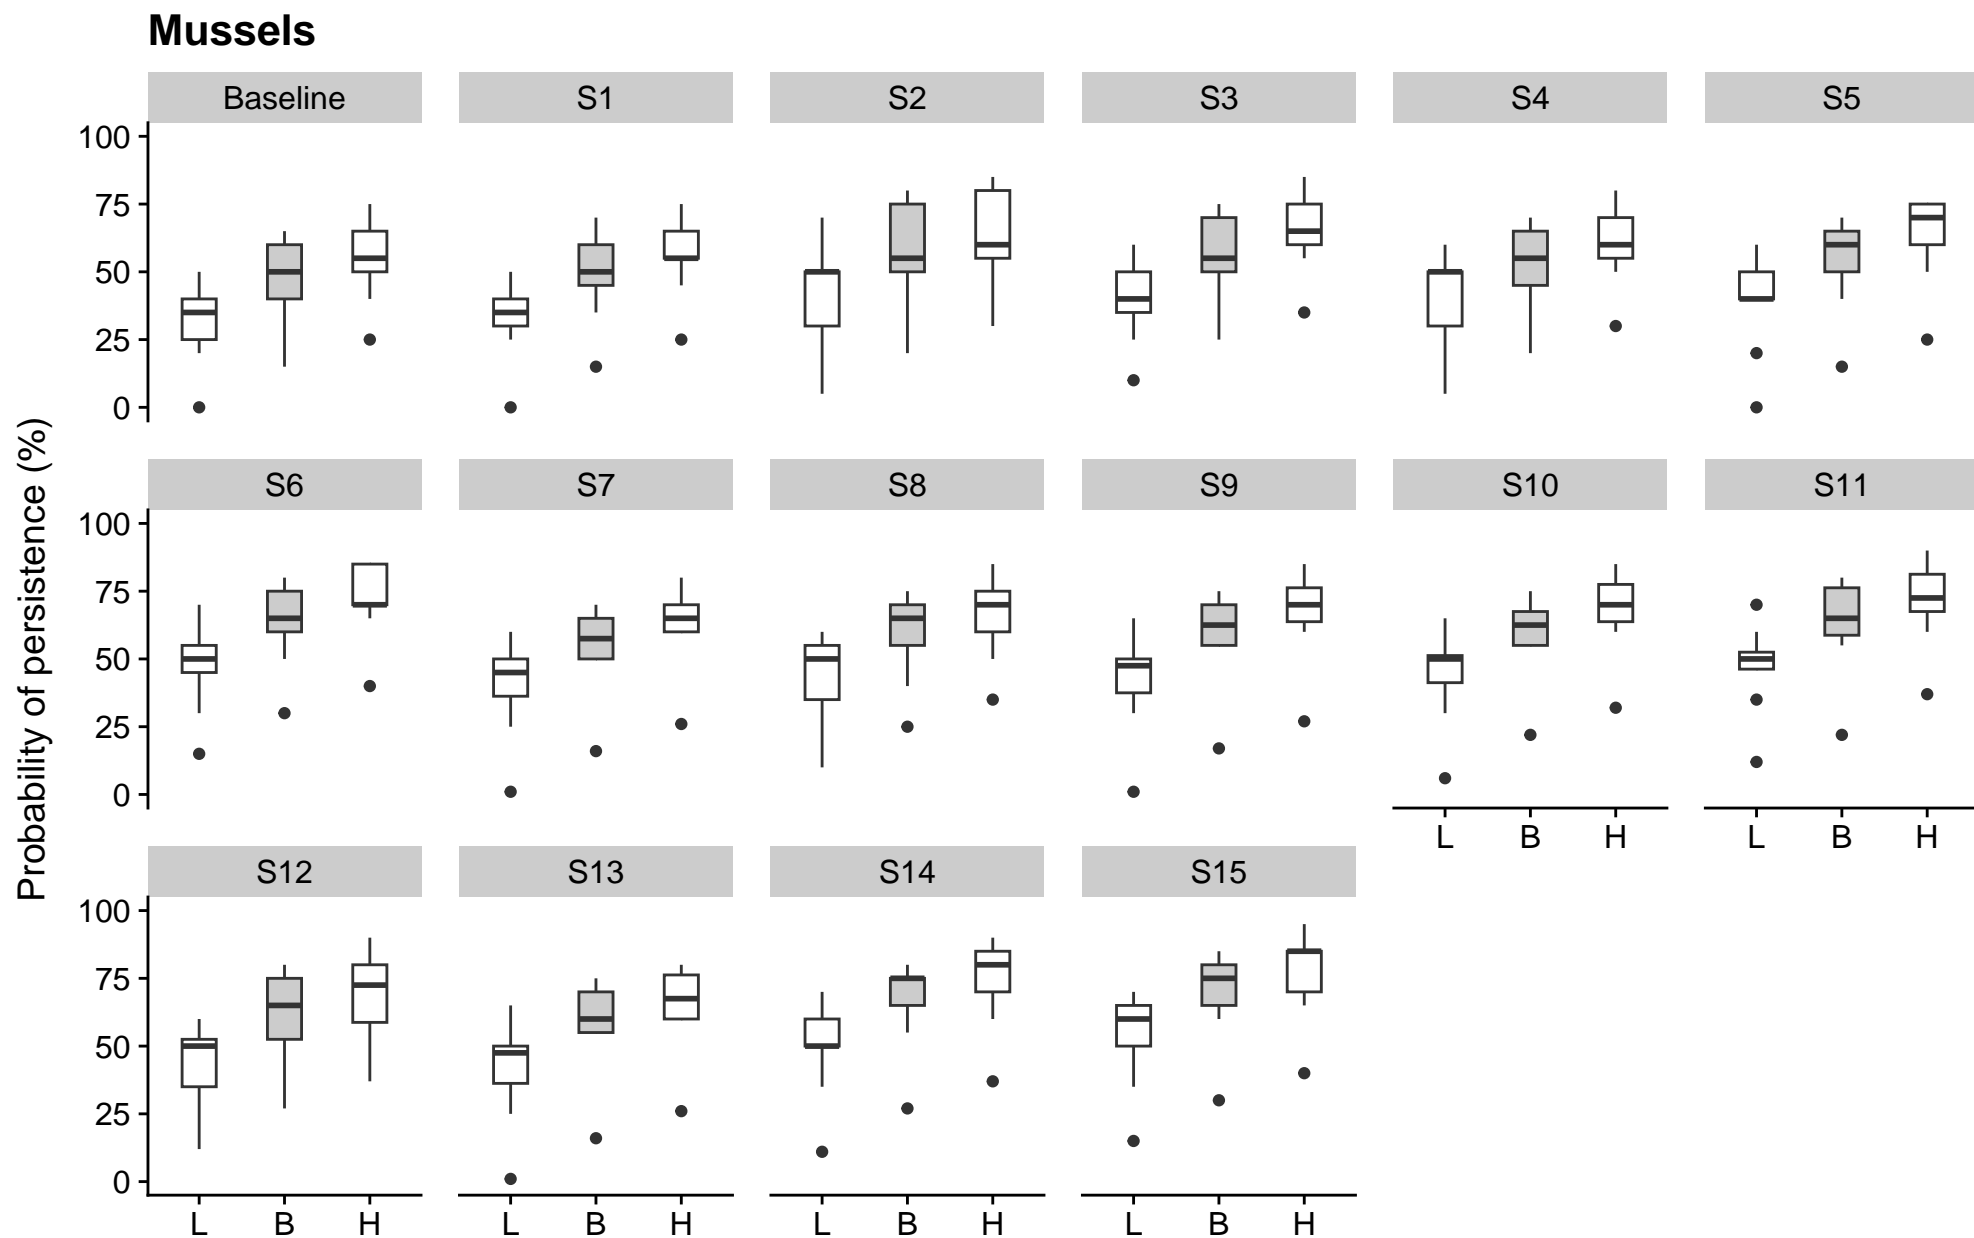 Mussels
Baseline S1 S2 S3 S4 S5
100
75
50
25
0
S6 S7 S8 S9 S10 S11
100
75
50
25
0
L B H L B H
S12 S13 S14 S15
100
75
50
25
0
L B H L B H L B H L B H
Probability of persistence (%)